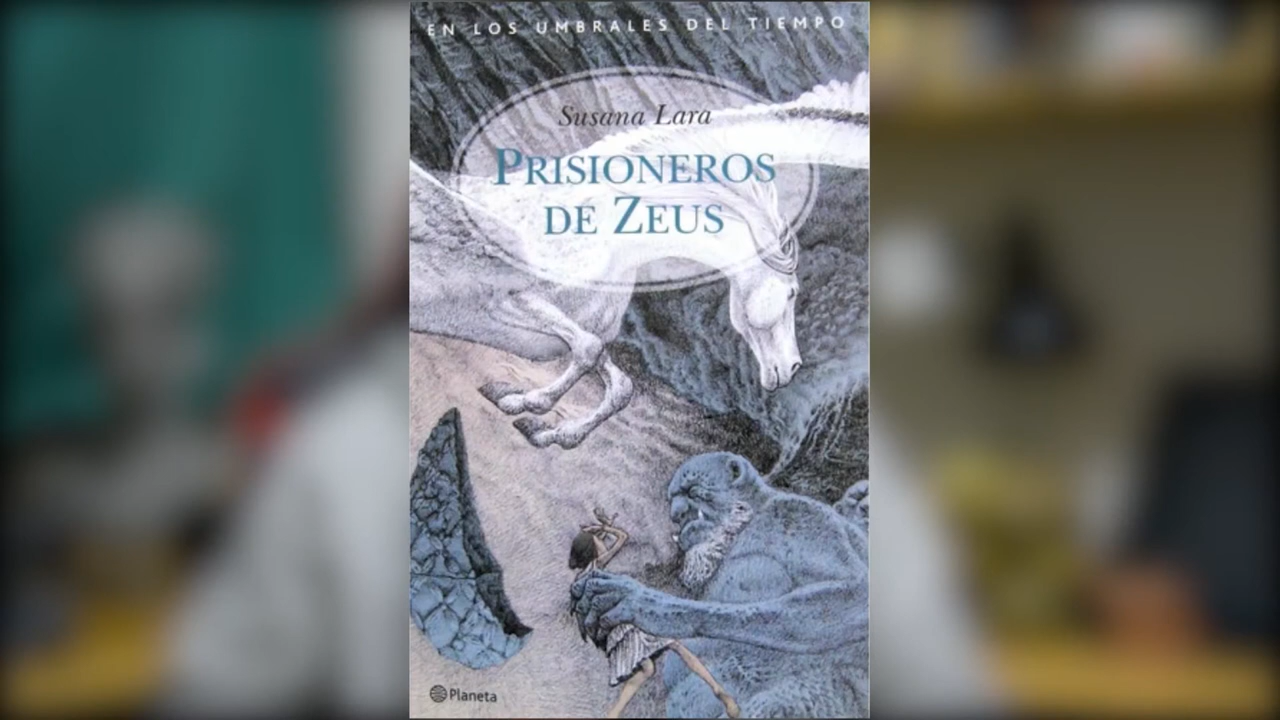 EN LOS UMBRALES DEL TIEMPO
Susana Lara
PRISIONEROS
DE ZEUS
Planeta